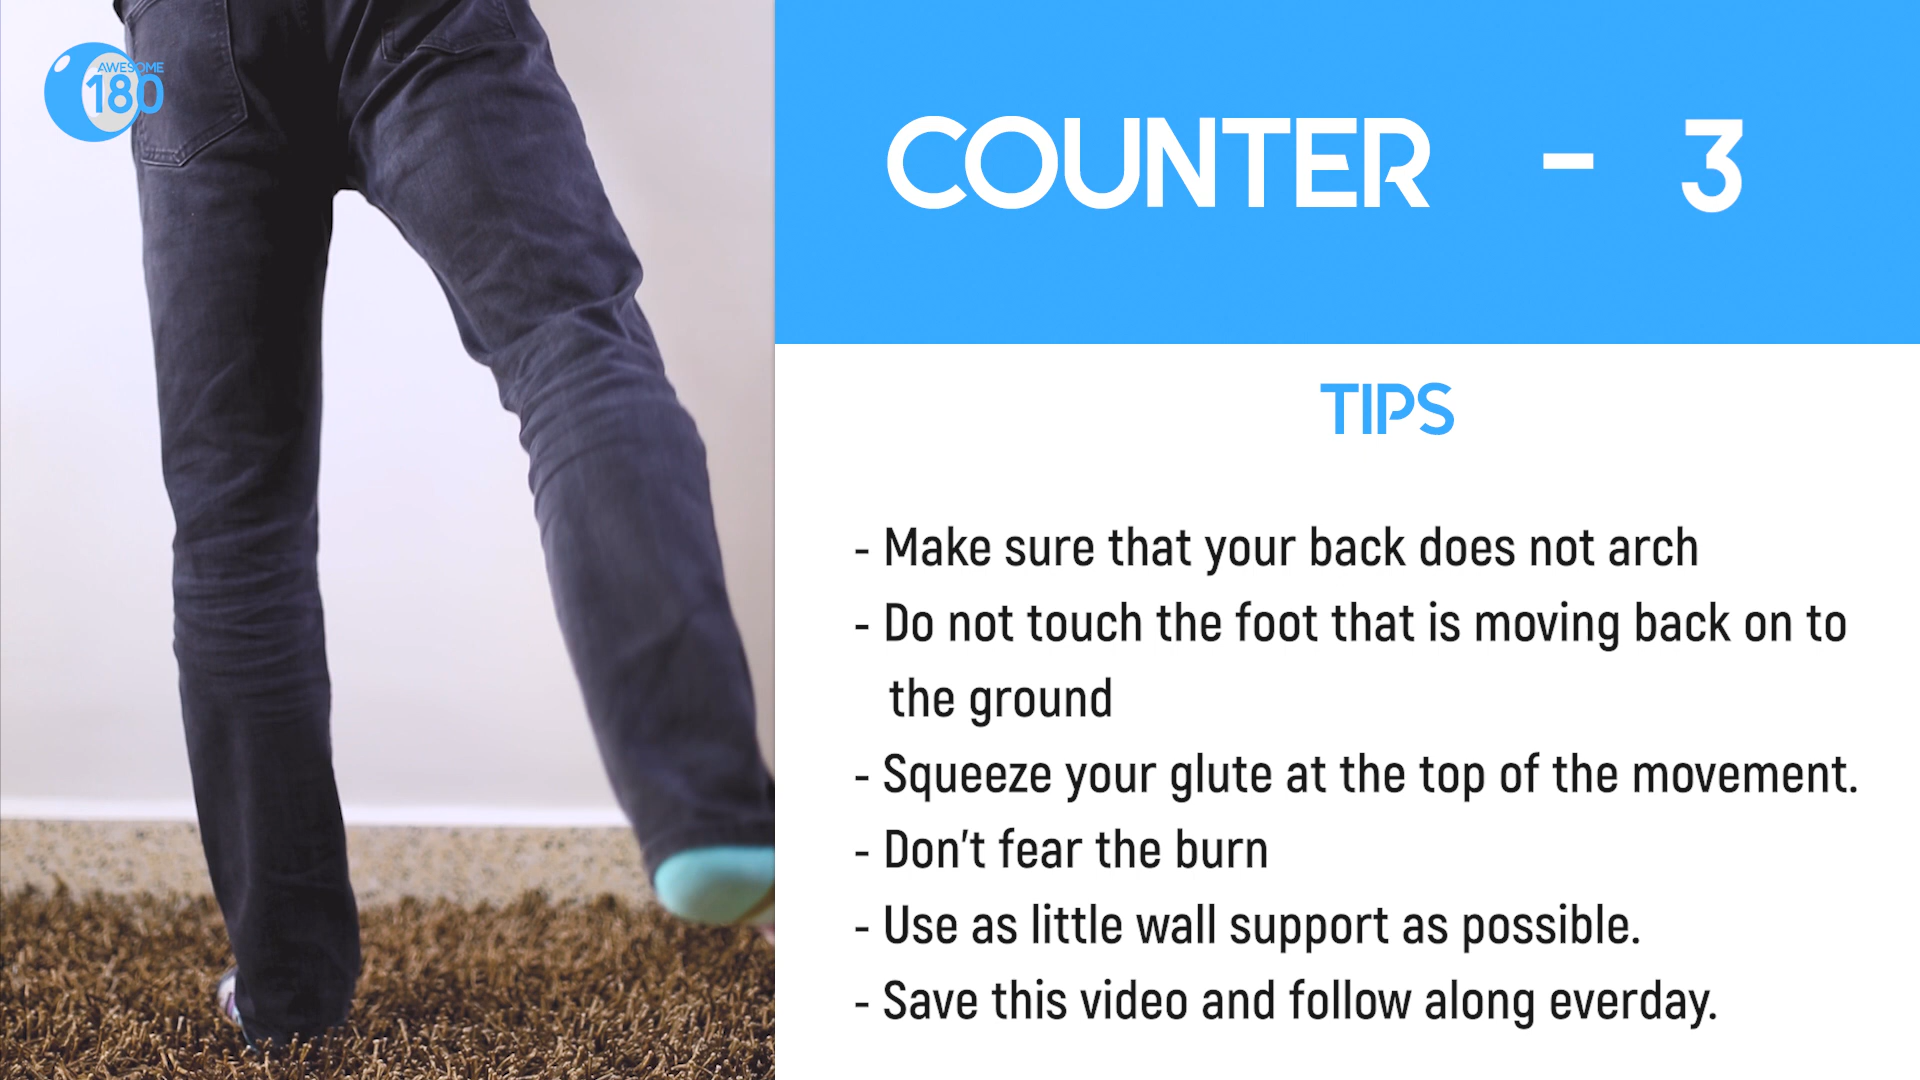 AWESOME
180
COUNTER - 3
TIPS
- Make sure that your back does not arch
- Do not touch the foot that is moving back on to
the ground
- Squeeze your glute at the top of the movement.
- Don't fear the burn
- Use as little wall support as possible.
- Save this video and follow along everday.